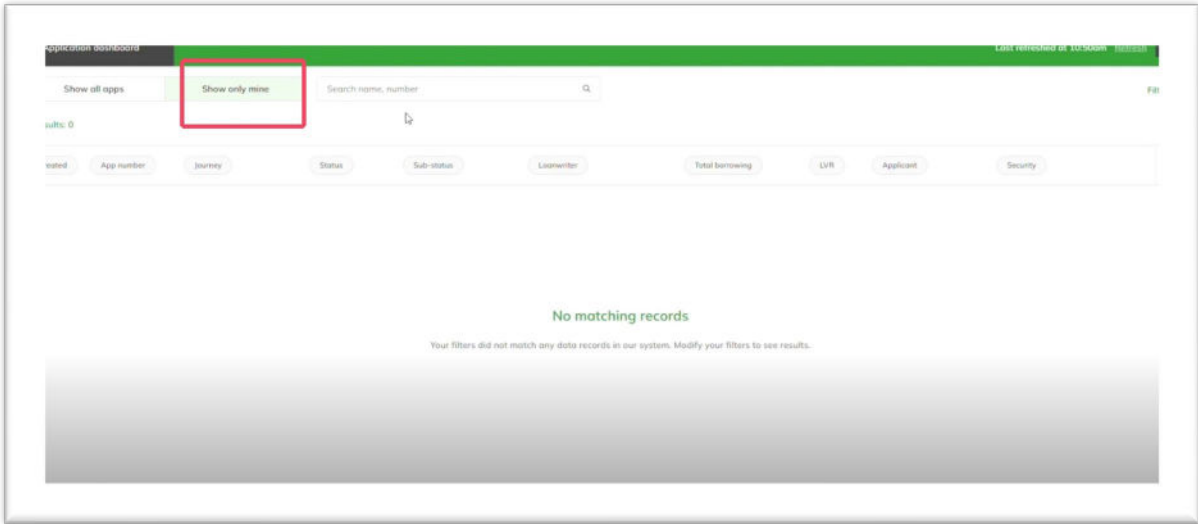 Application dashboard Last refreshed at 10:50am Refresh
Show all apps Show only mine Search name, number Filt
sults: 0
reated App number Journey Status Sub-status Loanwriter Total borrowing LVR Applicant Security
No matching records
Your filters did not match any data records in our system. Modify your filters to see results.